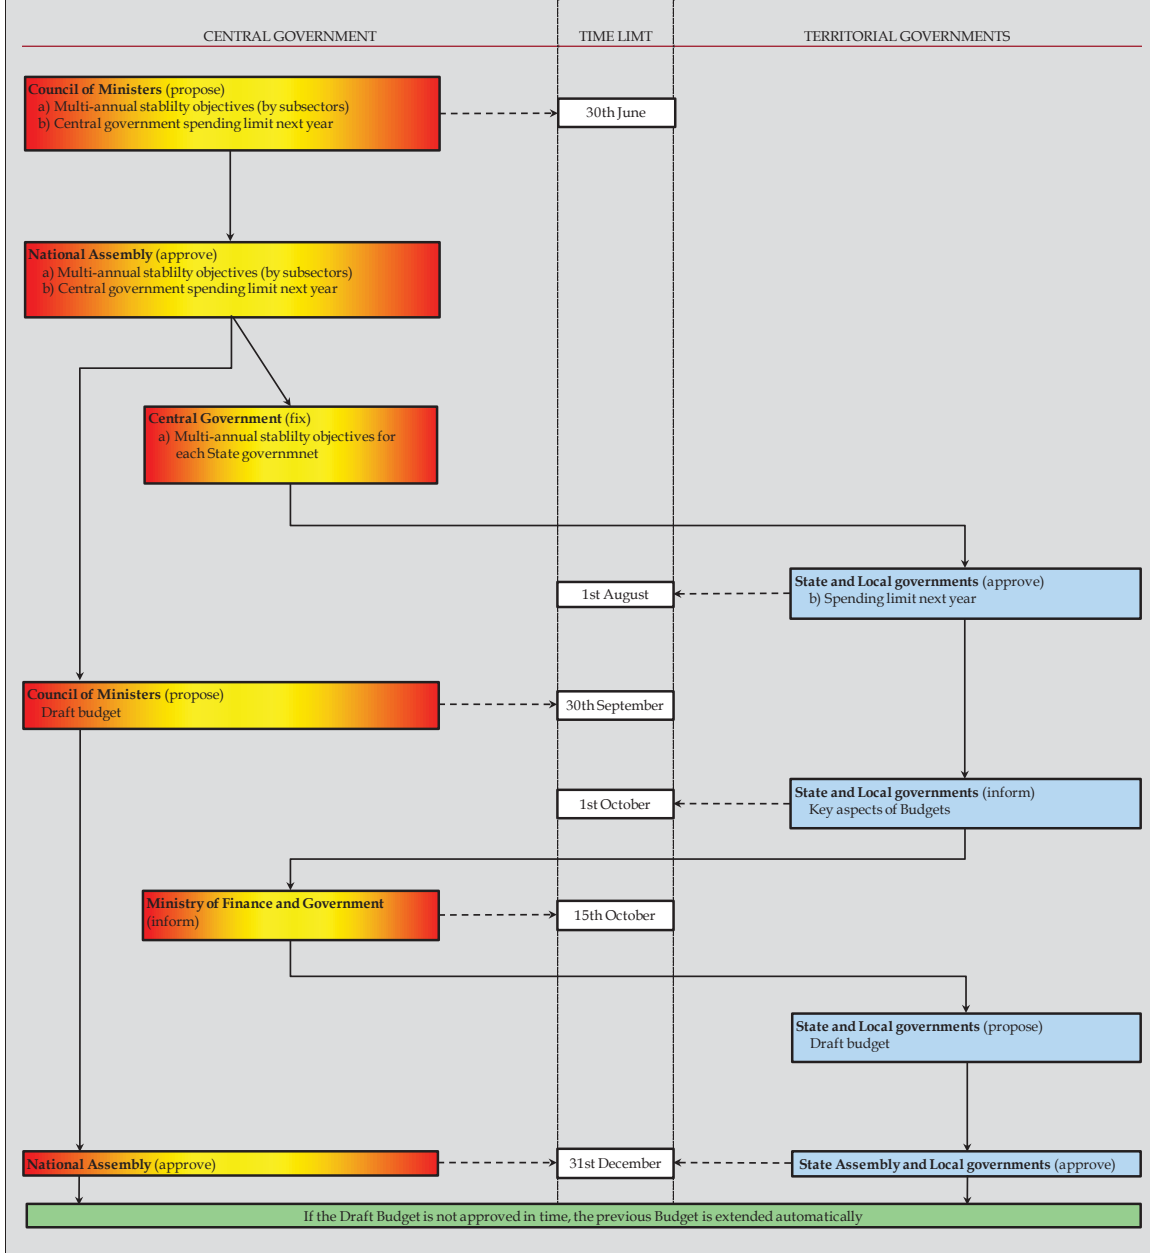 CENTRAL GOVERNMENT
TIME LIMT
TERRITORIAL GOVERNMENTS
Council of Ministers (propose)
a) Multi-annual stablilty objectives (by subsectors)
b) Central government spending limit next year
30th June
National Assembly (approve)
a) Multi-annual stablilty objectives (by subsectors)
b) Central government spending limit next year
Central Government (fix)
a) Multi-annual stablilty objectives for
each State governmnet
State and Local governments (approve)
b) Spending limit next year
1st August
Council of Ministers (propose)
Draft budget
30th September
State and Local governments (inform)
Key aspects of Budgets
1st October
Ministry of Finance and Government
(inform)
15th October
State and Local governments (propose)
Draft budget
National Assembly (approve)
31st December
State Assembly and Local governments (approve)
If the Draft Budget is not approved in time, the previous Budget is extended automatically